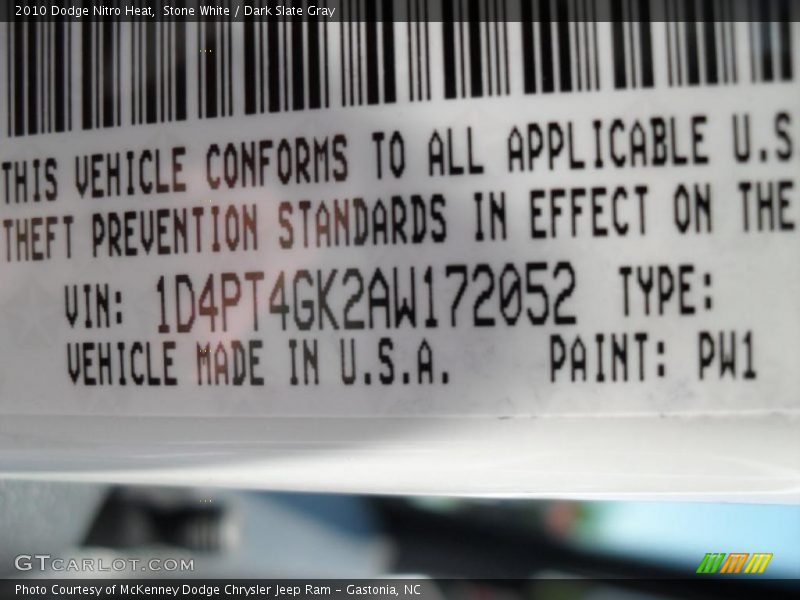 2010 Dodge Nitro Heat,  Stone White / Dark Slate Gray
THIS VEHICLE CONFORMS TO ALL APPLICABLE U.S
THEFT PREVENTION STANDARDS IN EFFECT ON THE
VIN: 1D4PT4GK2AW172052 TYPE:
VEHICLE MADE IN U.S.A. PAINT: PW1
GTCARLOT.COM
Photo Courtesy of McKenney Dodge Chrysler Jeep Ram - Gastonia, NC